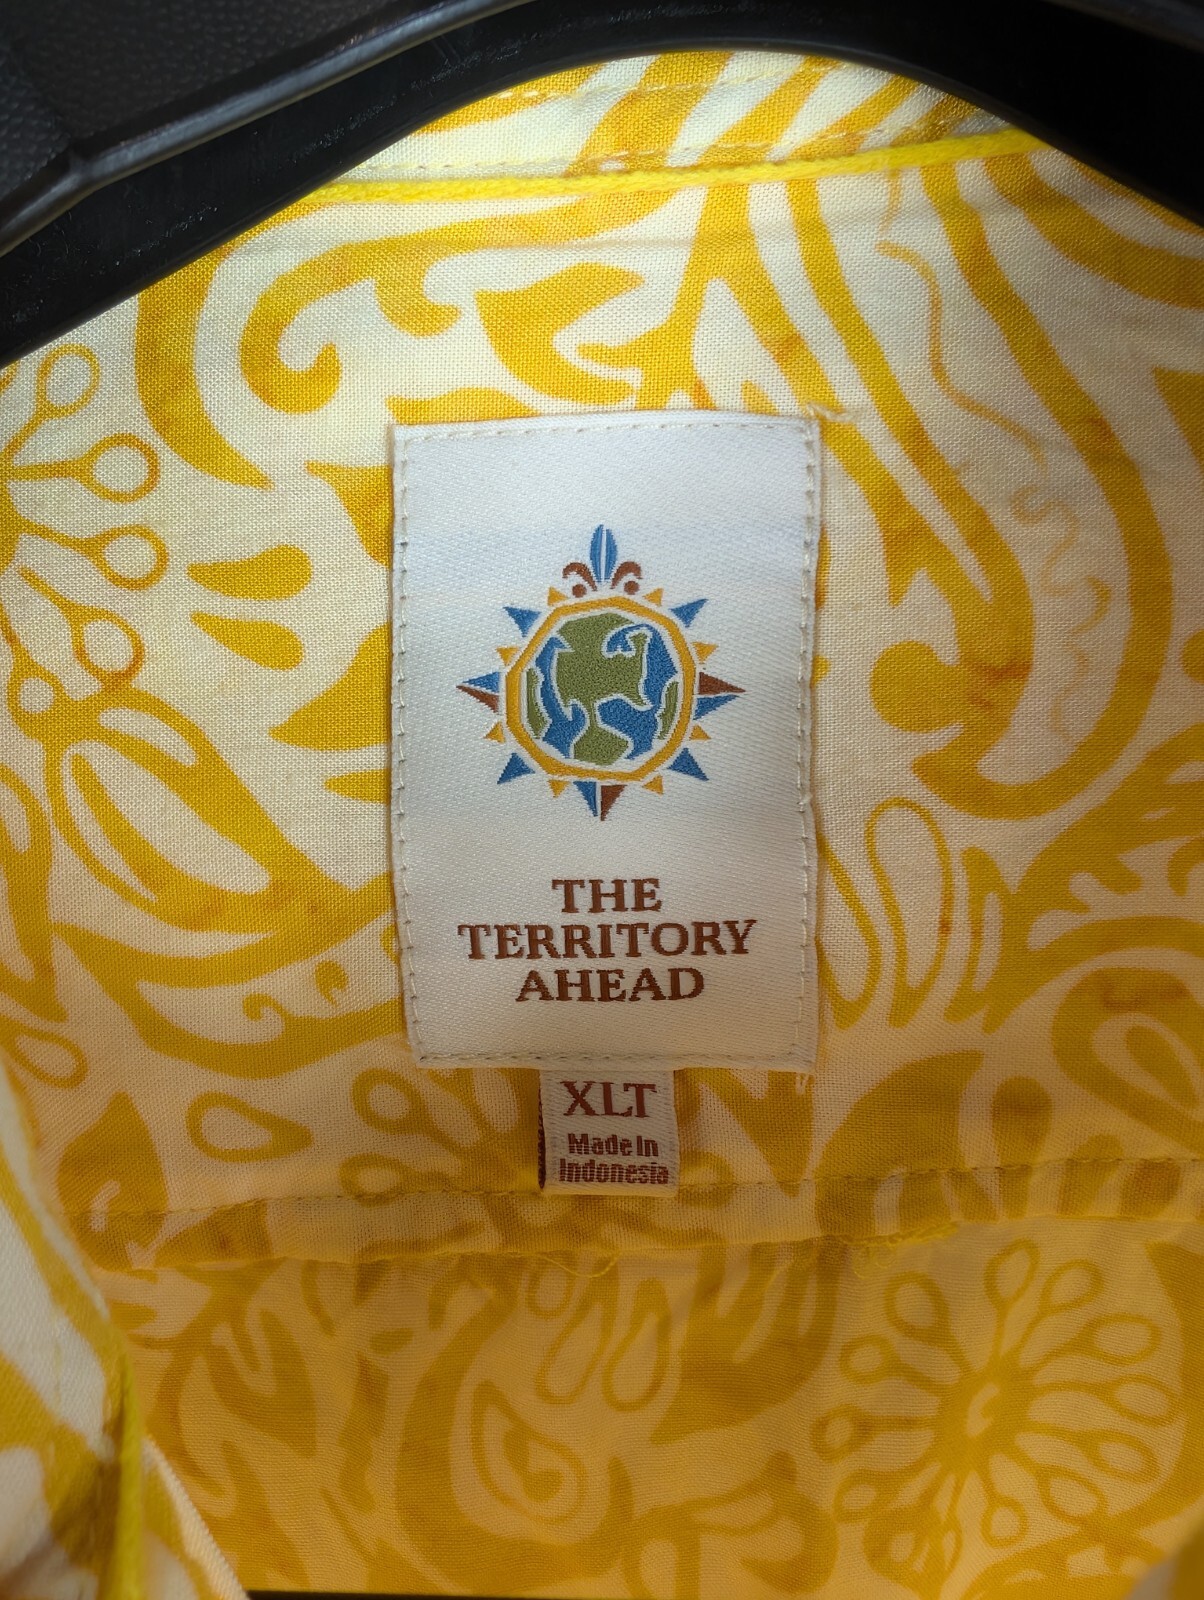 THE
TERRITORY
AHEAD
XLT
Made In
Indonesia